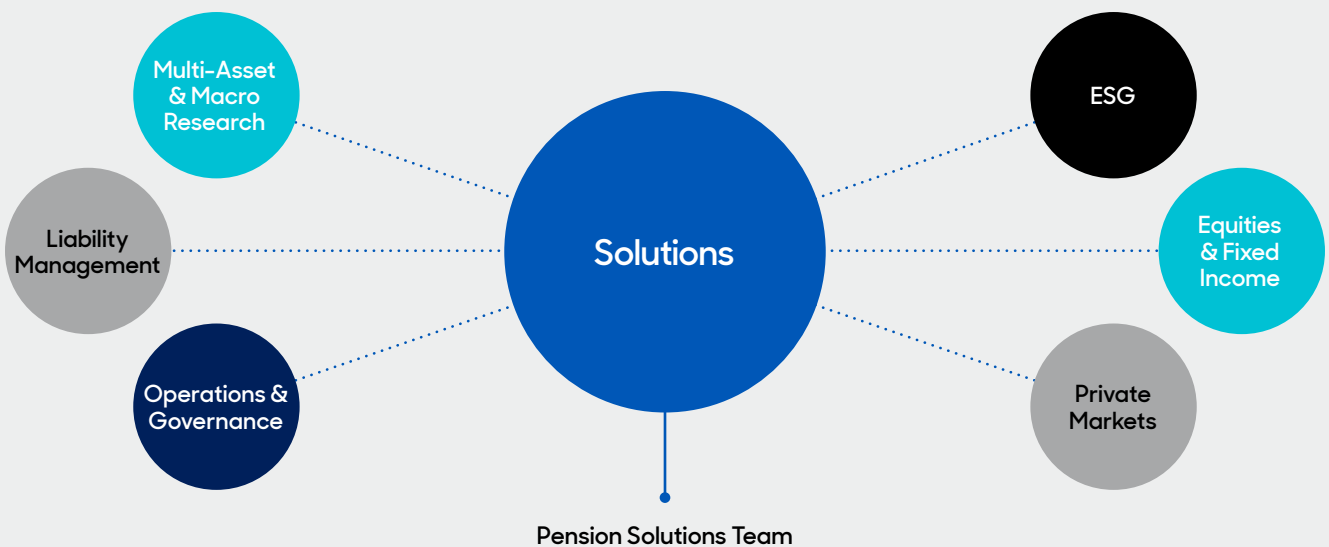 Multi-Asset
& Macro
Research
Liability
Management
Operations &
Governance
Solutions
ESG
Equities
& Fixed
Income
Private
Markets
Pension Solutions Team